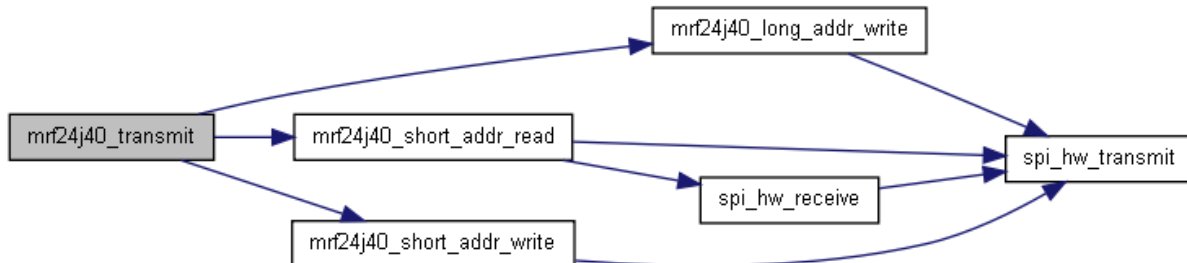 mrf24j40_long_addr_write
mrf24j40_transmit
mrf24j40_short_addr_read
spi_hw_transmit
spi_hw_receive
mrf24j40_short_addr_write